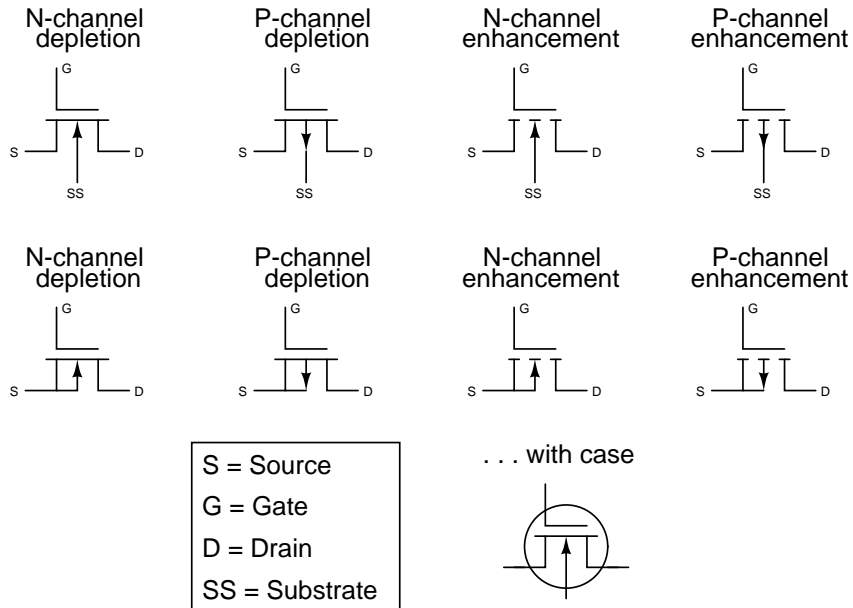 N-channel depletion
P-channel depletion
N-channel enhancement
P-channel enhancement
G
G
G
G
S
D
S
D
S
D
S
D
SS
SS
SS
SS
N-channel depletion
P-channel depletion
N-channel enhancement
P-channel enhancement
G
G
G
G
S
D
S
D
S
D
S
D
S = Source
G = Gate
D = Drain
SS = Substrate
. . . with case